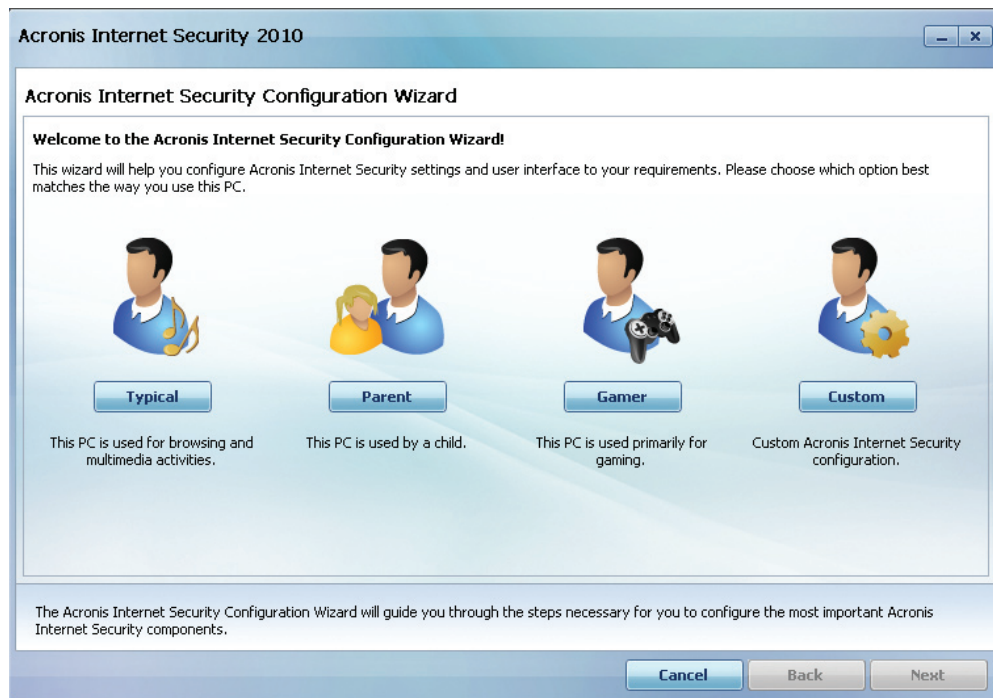 Acronis Internet Security 2010
Acronis Internet Security Configuration Wizard
Welcome to the Acronis Internet Security Configuration Wizard!
This wizard will help you configure Acronis Internet Security settings and user interface to your requirements. Please choose which option best
matches the way you use this PC.
Typical
Parent
Gamer
Custom
This PC is used for browsing and
multimedia activities.
This PC is used by a child.
This PC is used primarily for
gaming.
Custom Acronis Internet Security
configuration.
The Acronis Internet Security Configuration Wizard will guide you through the steps necessary for you to configure the most important Acronis
Internet Security components.
Cancel
Back
Next